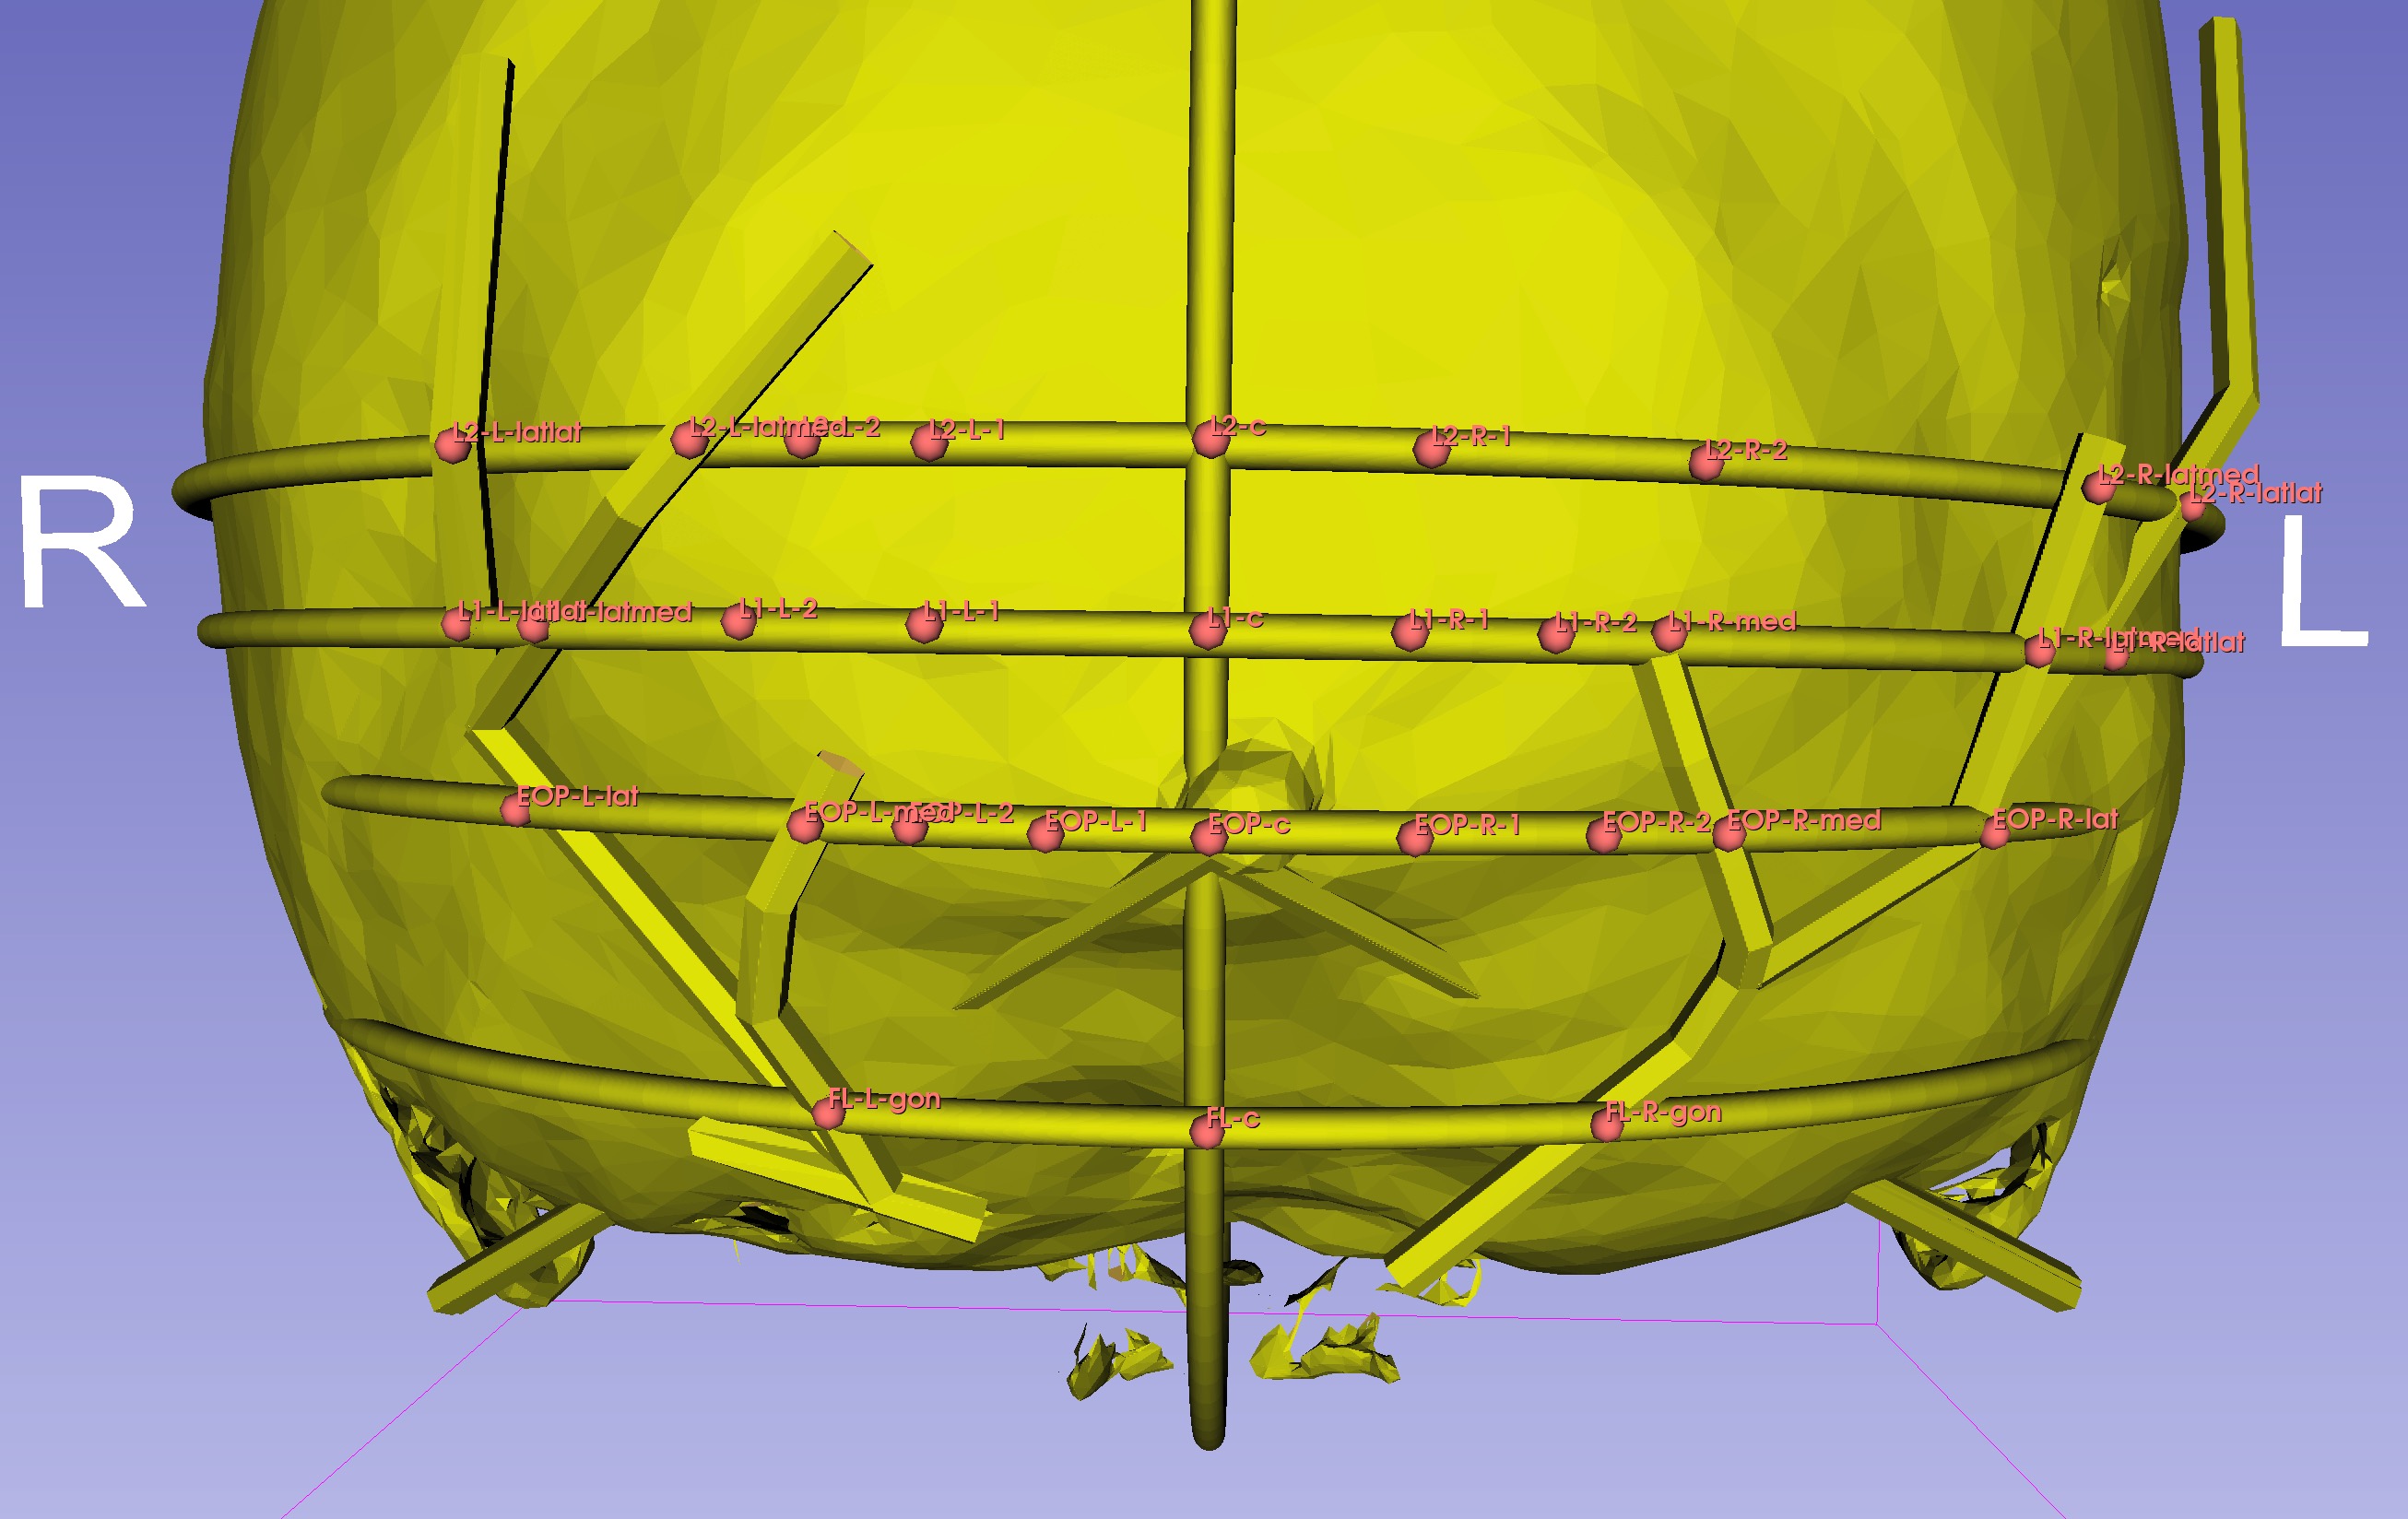 L2-L-latlat L2-L-latmed L2-L-2 L2-L-1 L2-c L2-R-1 L2-R-2 L2-R-latmed L2-R-latlat
R L
L1-L-latlat L1-L-latmed L1-L-2 L1-L-1 L1-c L1-R-1 L1-R-2 L1-R-med L1-R-latmed L1-R-latlat
EOP-L-lat EOP-L-med EOP-L-2 EOP-L-1 EOP-c EOP-R-1 EOP-R-2 EOP-R-med EOP-R-lat
FL-L-gon FL-c FL-R-gon